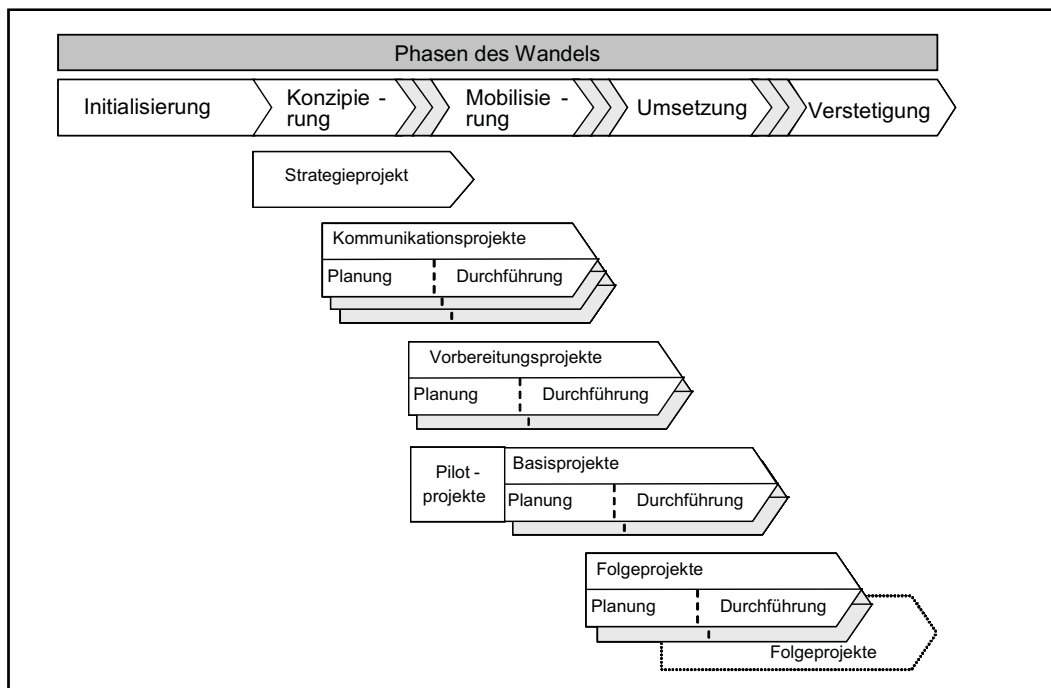 Phasen des Wandels
Initialisierung
Konzipie -
rung
Mobilisie -
rung
Umsetzung
Verstetigung
Strategieprojekt
Kommunikationsprojekte
Planung
Durchführung
Vorbereitungsprojekte
Planung
Durchführung
Pilot -
projekte
Basisprojekte
Planung
Durchführung
Folgeprojekte
Planung
Durchführung
Folgeprojekte